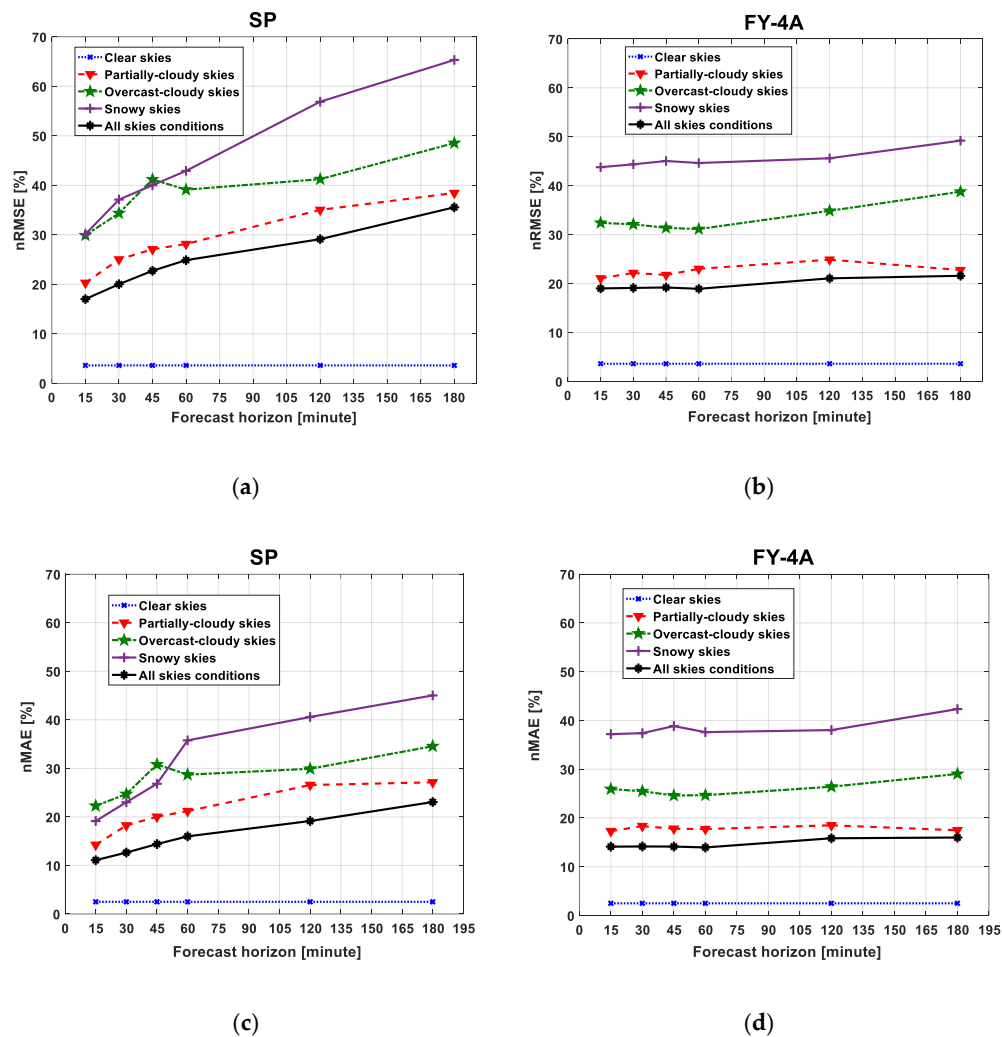 SP
70
60
50
40
30
20
10
0
nRMSE [%]
Clear skies
Partially-cloudy skies
Overcast-cloudy skies
Snowy skies
All skies conditions
0 15 30 45 60 75 90 105 120 135 150 165 180
Forecast horizon [minute]
(a)
FY-4A
70
60
50
40
30
20
10
0
nRMSE [%]
Clear skies
Partially-cloudy skies
Overcast-cloudy skies
Snowy skies
All skies conditions
0 15 30 45 60 75 90 105 120 135 150 165 180
Forecast horizon [minute]
(b)
SP
70
60
50
40
30
20
10
0
nMAE [%]
Clear skies
Partially-cloudy skies
Overcast-cloudy skies
Snowy skies
All skies conditions
0 15 30 45 60 75 90 105 120 135 150 165 180 195
Forecast horizon [minute]
(c)
FY-4A
70
60
50
40
30
20
10
0
nMAE [%]
Clear skies
Partially-cloudy skies
Overcast-cloudy skies
Snowy skies
All skies conditions
0 15 30 45 60 75 90 105 120 135 150 165 180 195
Forecast horizon [minute]
(d)